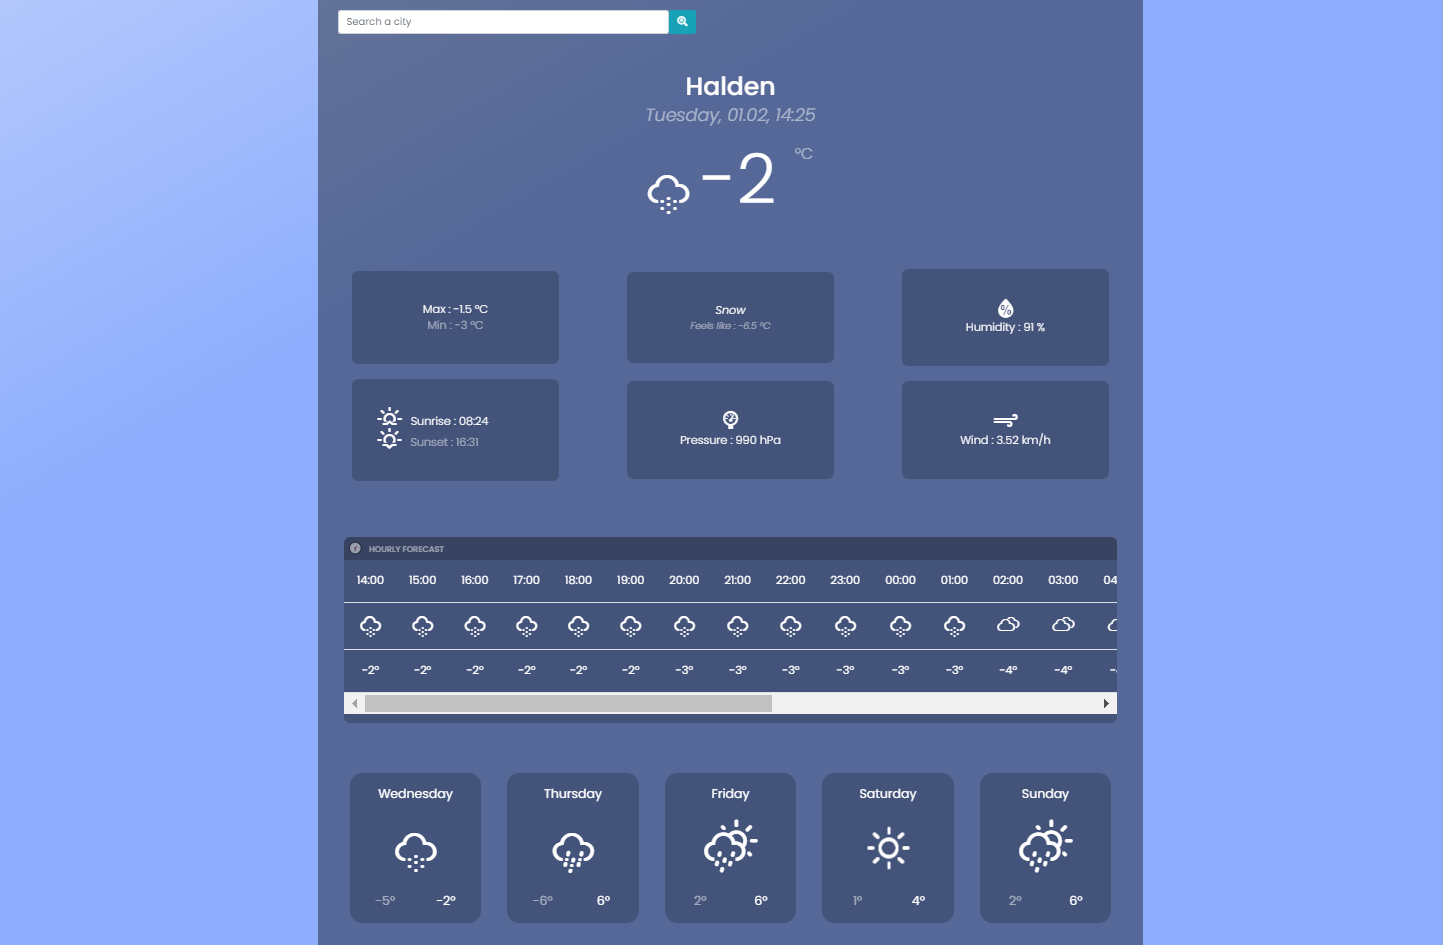 Search a city
Halden
Tuesday, 01.02, 14:25
-2 °C
Max : -1.5 °C
Min : -3 °C
Snow
Feels like : -6.5 °C
%
Humidity : 91 %
Sunrise : 08:24
Sunset : 16:31
Pressure : 990 hPa
Wind : 3.52 km/h
HOURLY FORECAST
14:00 15:00 16:00 17:00 18:00 19:00 20:00 21:00 22:00 23:00 00:00 01:00 02:00 03:00 04
-2° -2° -2° -2° -2° -2° -3° -3° -3° -3° -3° -3° -4° -4° -
Wednesday Thursday Friday Saturday Sunday
-5° -2° -6° 6° 2° 6° 1° 4° 2° 6°